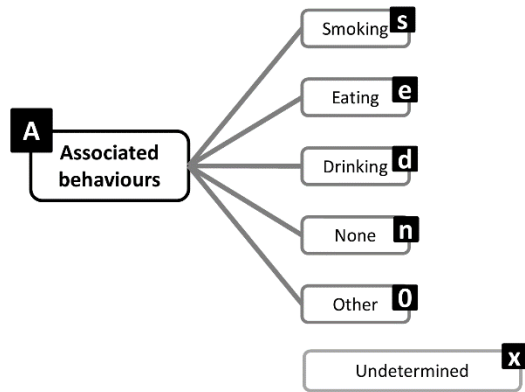 Smoking s
Eating e
A
Associated
behaviours
Drinking d
None n
Other 0
Undetermined x